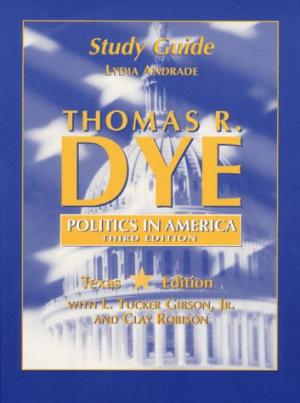 Study Guide
LYDIA ANDRADE
THOMAS R.
DYE
POLITICS IN AMERICA
THIRD EDITION
Texas Edition
WITH L. TUCKER GIBSON, JR.
AND CLAY ROBISON